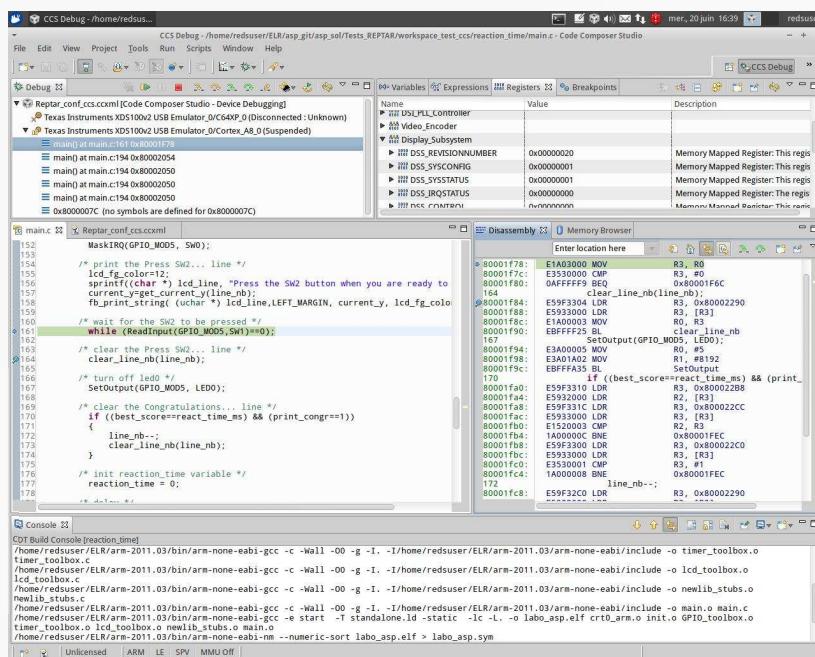 CCS Debug - /home/redsus...
mer., 20 juin 16:39
redsuse
CCS Debug - /home/redsuser/ELR/asp_git/asp_sol/Tests_REPTAR/workspace_test_ccs/reaction_time/main.c - Code Composer Studio
File Edit View Project Tools Run Scripts Window Help
CCS Debug
Debug
Reptar_conf_ccs.ccxml [Code Composer Studio - Device Debugging]
Texas Instruments XDS100v2 USB Emulator_0/C64XP_0 (Disconnected : Unknown)
Texas Instruments XDS100v2 USB Emulator_0/Cortex_A8_0 (Suspended)
main() at main.c:161 0x80001F78
main() at main.c:194 0x80002054
main() at main.c:194 0x80002050
main() at main.c:194 0x80002050
main() at main.c:194 0x80002050
0x8000007C (no symbols are defined for 0x8000007C)
Variables Expressions Registers Breakpoints
Name Value Description
DSI_PLL_Controller
Video_Encoder
Display_Subsystem
DSS_REVISIONNUMBER 0x00000020 Memory Mapped Register: This regis
DSS_SYSCONFIG 0x00000001 Memory Mapped Register: This regis
DSS_SYSSTATUS 0x00000001 Memory Mapped Register: This regis
DSS_IRQSTATUS 0x00000000 Memory Mapped Register: The regis
DSS_CONTROL 0x00000000 Memory Mapped Register: This regis
main.c Reptar_conf_ccs.ccxml
152 MaskIRQ(GPIO_MOD5, SW0);
153
154 /* print the Press SW2... line */
155 lcd_fg_color=12;
156 sprintf((char *) lcd_line, "Press the SW2 button when you are ready to
157 current_y=get_current_y(line_nb);
158 fb_print_string( (uchar *) lcd_line,LEFT_MARGIN, current_y, lcd_fg_colo
159
160 /* wait for the SW2 to be pressed */
161 while (ReadInput(GPIO_MOD5,SW1)==0);
162
163 /* clear the Press SW2... line */
164 clear_line_nb(line_nb);
165
166 /* turn off led0 */
167 SetOutput(GPIO_MOD5, LED0);
168
169 /* clear the Congratulations... line */
170 if ((best_score==react_time_ms) && (print_congr==1))
171 {
172 line_nb--;
173 clear_line_nb(line_nb);
174 }
175
176 /* init reaction_time variable */
177 reaction_time = 0;
178
/* delay */
Disassembly Memory Browser
Enter location here
80001f78: E1A03000 MOV R3, R0
80001f7c: E3530000 CMP R3, #0
80001f80: 0AFFFFF9 BEQ 0x80001F6C
164 clear_line_nb(line_nb);
80001f84: E59F3304 LDR R3, 0x80002290
80001f88: E5933000 LDR R3, [R3]
80001f8c: E1A00003 MOV R0, R3
80001f90: EBFFFF25 BL clear_line_nb
167 SetOutput(GPIO_MOD5, LED0);
80001f94: E3A00005 MOV R0, #5
80001f98: E3A01A02 MOV R1, #8192
80001f9c: EBFFFA35 BL SetOutput
170 if ((best_score==react_time_ms) && (print_
80001fa0: E59F3310 LDR R3, 0x800022B8
80001fa4: E5932000 LDR R2, [R3]
80001fa8: E59F331C LDR R3, 0x800022CC
80001fac: E5933000 LDR R3, [R3]
80001fb0: E1520003 CMP R2, R3
80001fb4: 1A00000C BNE 0x80001FEC
80001fb8: E59F3300 LDR R3, 0x800022C0
80001fbc: E5933000 LDR R3, [R3]
80001fc0: E3530001 CMP R3, #1
80001fc4: 1A000008 BNE 0x80001FEC
172 line_nb--;
80001fc8: E59F32C0 LDR R3, 0x80002290
Console
CDT Build Console [reaction_time]
/home/redsuser/ELR/arm-2011.03/bin/arm-none-eabi-gcc -c -Wall -O0 -g -I. -I/home/redsuser/ELR/arm-2011.03/arm-none-eabi/include -o timer_toolbox.o
timer_toolbox.c
/home/redsuser/ELR/arm-2011.03/bin/arm-none-eabi-gcc -c -Wall -O0 -g -I. -I/home/redsuser/ELR/arm-2011.03/arm-none-eabi/include -o lcd_toolbox.o
lcd_toolbox.c
/home/redsuser/ELR/arm-2011.03/bin/arm-none-eabi-gcc -c -Wall -O0 -g -I. -I/home/redsuser/ELR/arm-2011.03/arm-none-eabi/include -o newlib_stubs.o
newlib_stubs.c
/home/redsuser/ELR/arm-2011.03/bin/arm-none-eabi-gcc -c -Wall -O0 -g -I. -I/home/redsuser/ELR/arm-2011.03/arm-none-eabi/include -o main.o main.c
/home/redsuser/ELR/arm-2011.03/bin/arm-none-eabi-gcc -e start -T standalone.ld -static -lc -L. -o labo_asp.elf crt0_arm.o init.o GPIO_toolbox.o
timer_toolbox.o lcd_toolbox.o newlib_stubs.o main.o
/home/redsuser/ELR/arm-2011.03/bin/arm-none-eabi-nm --numeric-sort labo_asp.elf > labo_asp.sym
Unlicensed ARM LE SPV MMU Off